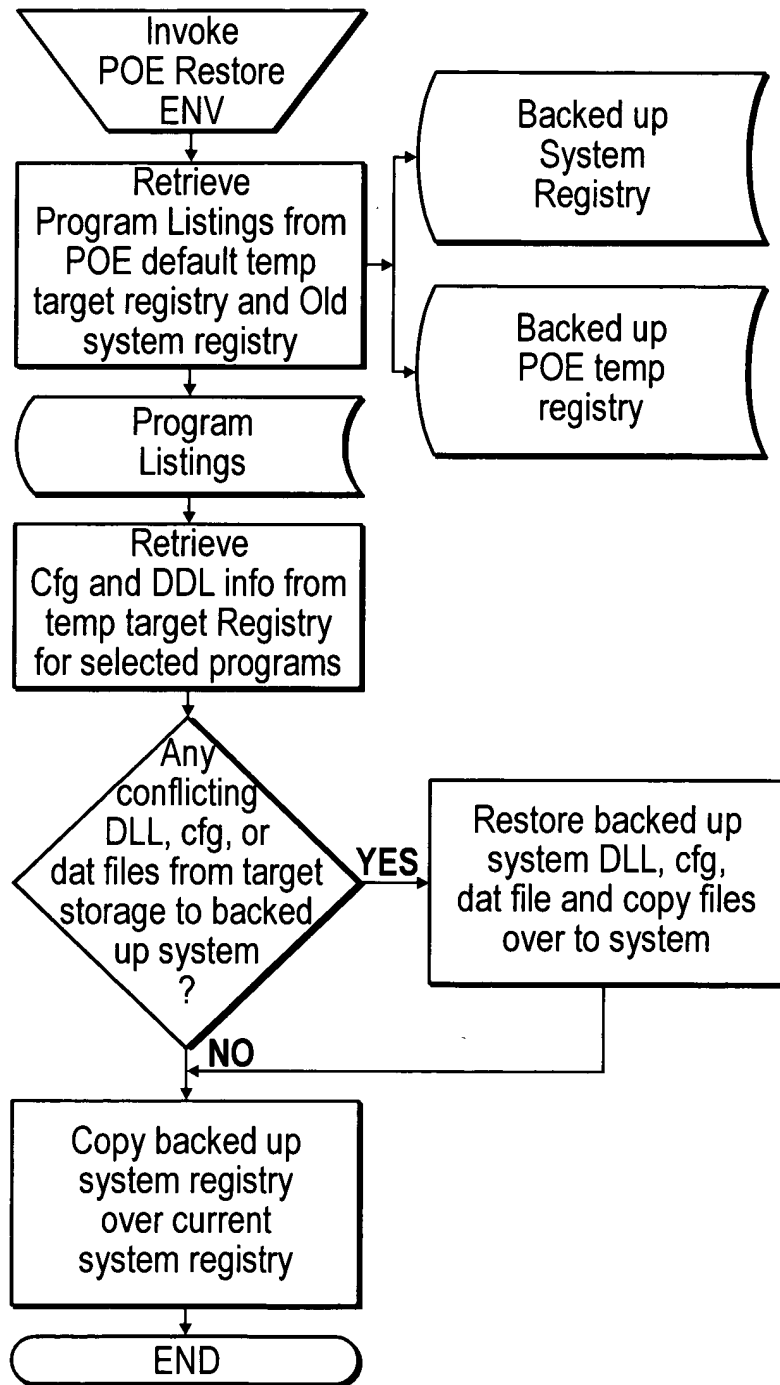 Invoke
POE Restore
ENV
Retrieve
Program Listings from
POE default temp
target registry and Old
system registry
Backed up
System
Registry
Backed up
POE temp
registry
Program
Listings
Retrieve
Cfg and DDL info from
temp target Registry
for selected programs
Any
conflicting
DLL, cfg, or
dat files from target
storage to backed
up system
?
YES
Restore backed up
system DLL, cfg,
dat file and copy files
over to system
NO
Copy backed up
system registry
over current
system registry
END